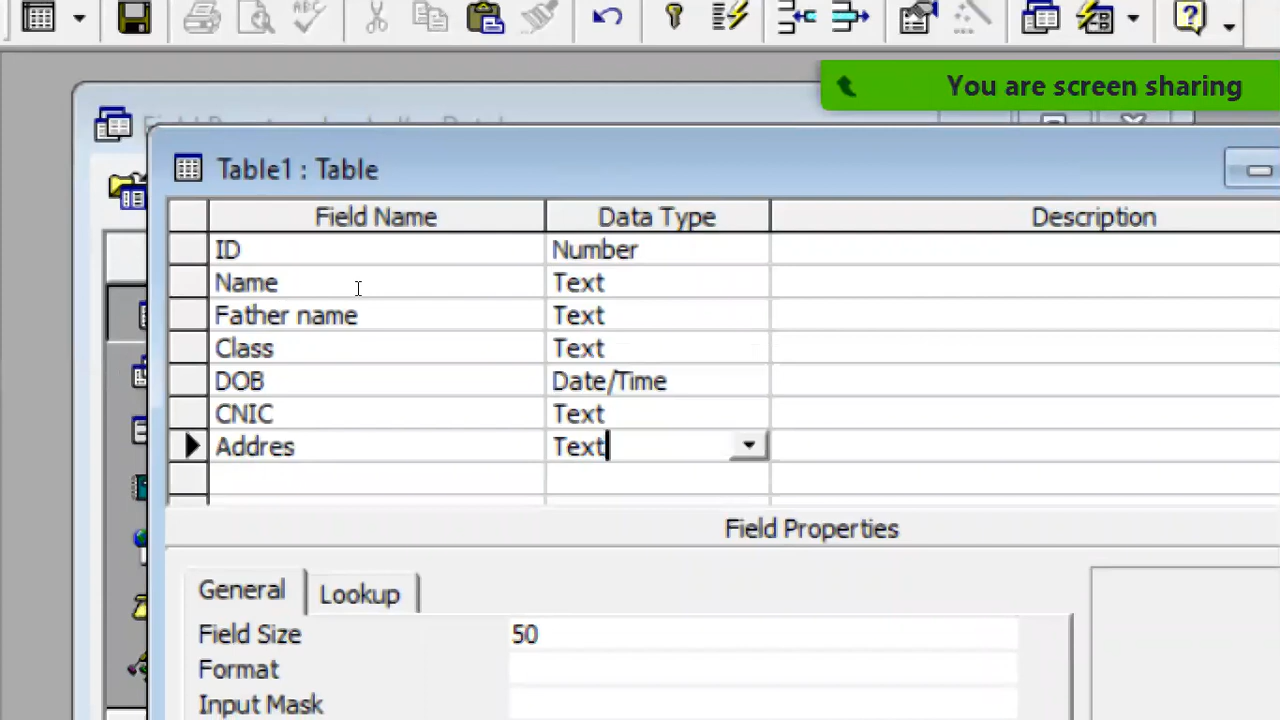 ABC
You are screen sharing
Table1 : Table
Field Name Data Type Description
ID Number
Name Text
Father name Text
Class Text
DOB Date/Time
CNIC Text
Addres Text
Field Properties
General Lookup
Field Size 50
Format
Input Mask